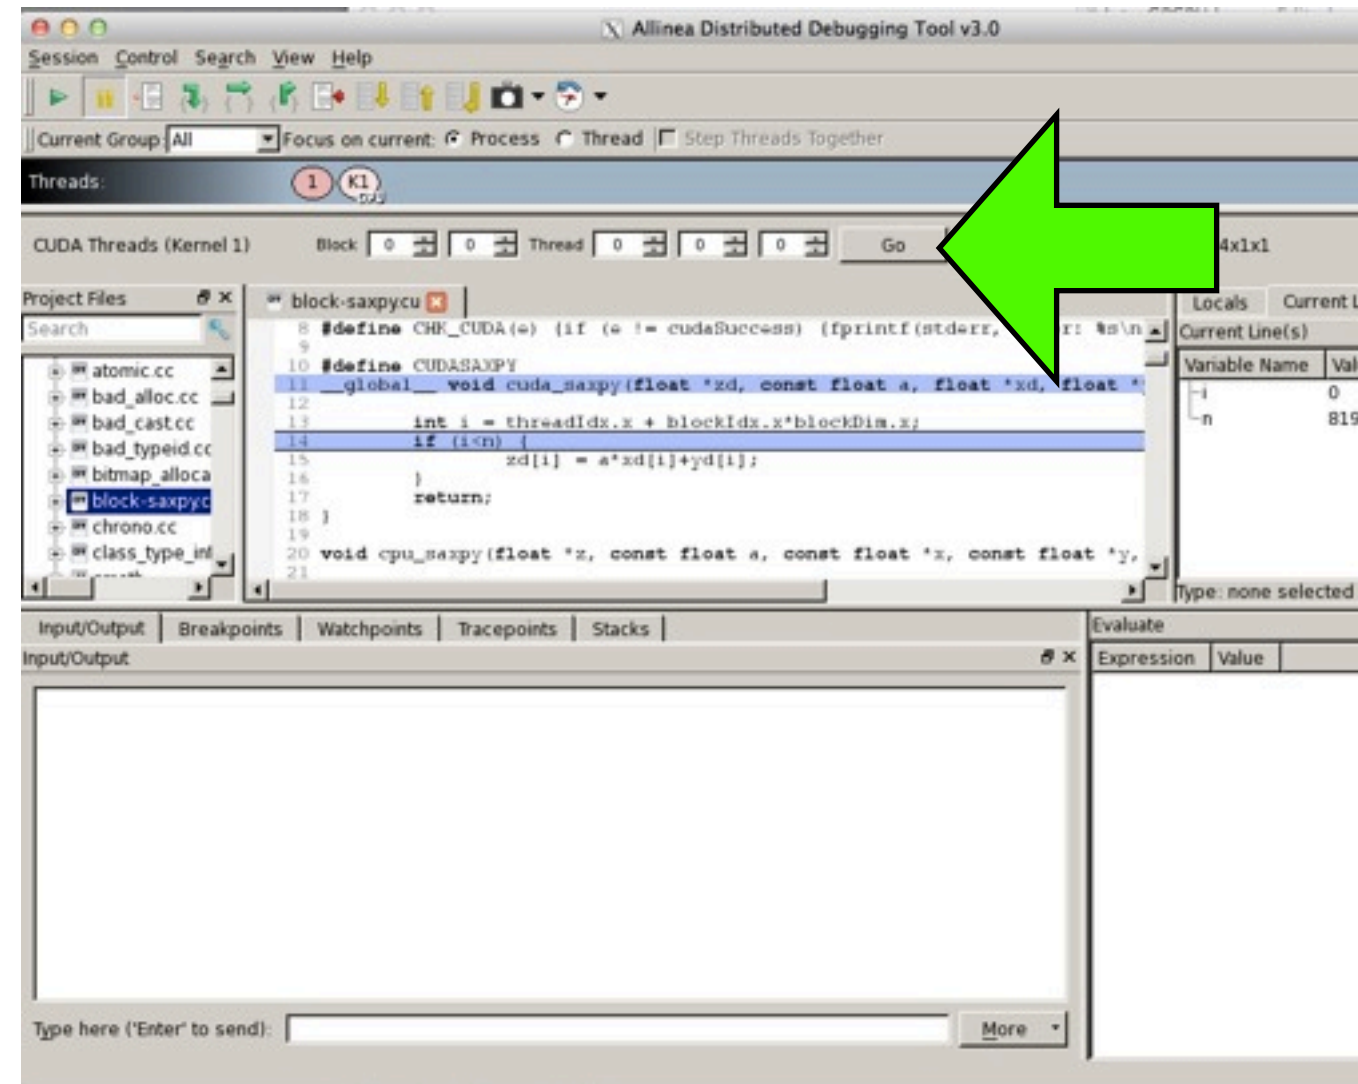 Allinea Distributed Debugging Tool v3.0
Session Control Search View Help
Current Group: All Focus on current: Process Thread Step Threads Together
Threads: 1 K1
CUDA Threads (Kernel 1) Block 0 0 Thread 0 0 0 Go 4x1x1
Project Files
Search
atomic.cc
bad_alloc.cc
bad_cast.cc
bad_typeid.cc
bitmap_alloca
block-saxpy.c
chrono.cc
class_type_inf
block-saxpy.cu
8 #define CHK_CUDA(e) {if (e != cudaSuccess) {fprintf(stderr, r: %s\n
9
10 #define CUDASAXPY
11 __global__ void cuda_saxpy(float *zd, const float a, float *xd, float *
12
13 int i = threadIdx.x + blockIdx.x*blockDim.x;
14 if (i<n) {
15 zd[i] = a*xd[i]+yd[i];
16 }
17 return;
18 }
19
20 void cpu_saxpy(float *z, const float a, const float *x, const float *y,
21
Locals Current L
Current Line(s)
Variable Name Val
i 0
n 819
Type: none selected
Input/Output Breakpoints Watchpoints Tracepoints Stacks
Input/Output
Type here ('Enter' to send): More
Evaluate
Expression Value